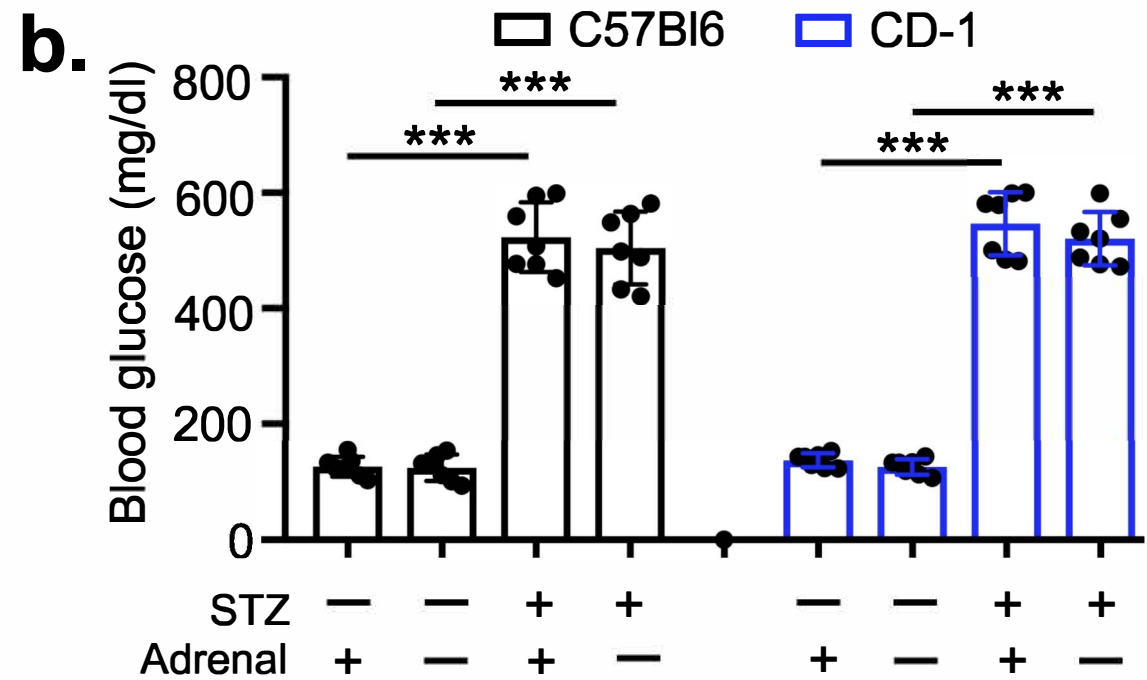 b.
C57Bl6 CD-1
Blood glucose (mg/dl)
800
600
400
200
0
*** ***
*** ***
STZ — — + + — — + +
Adrenal + — + — + — + —